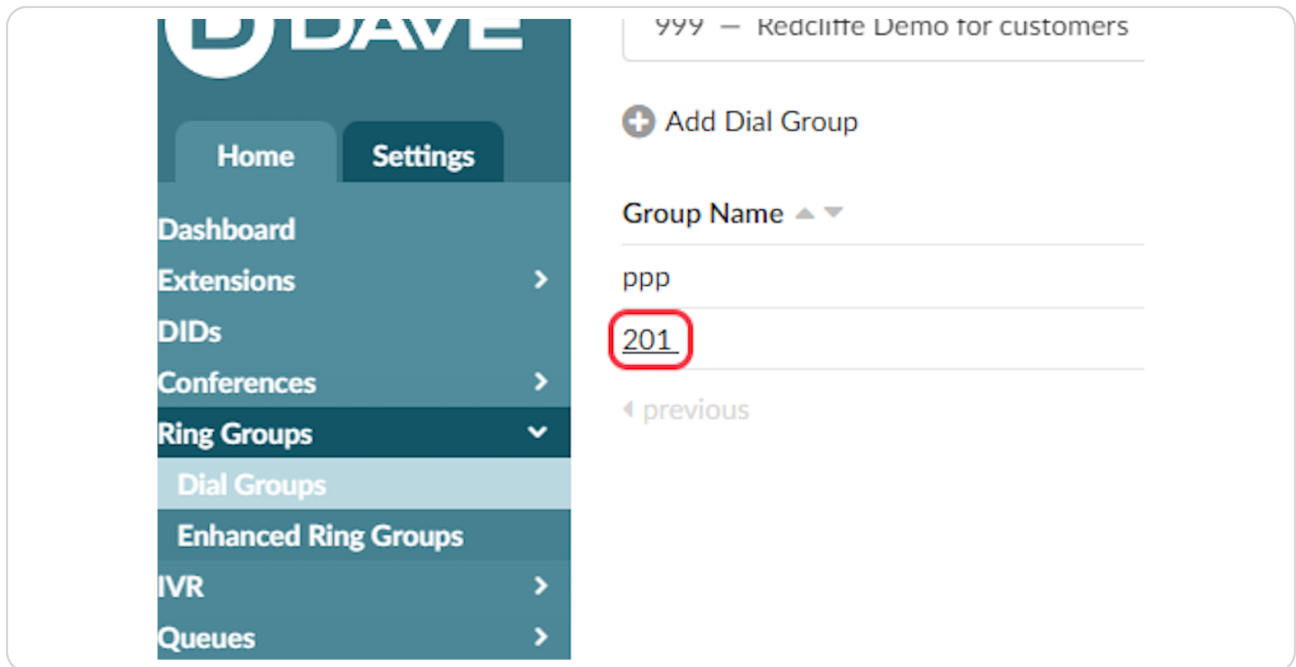 DAVE
999 – Redcliffe Demo for customers
Add Dial Group
Home Settings
Group Name
Dashboard
Extensions
ppp
DIDs
201
Conferences
previous
Ring Groups
Dial Groups
Enhanced Ring Groups
IVR
Queues